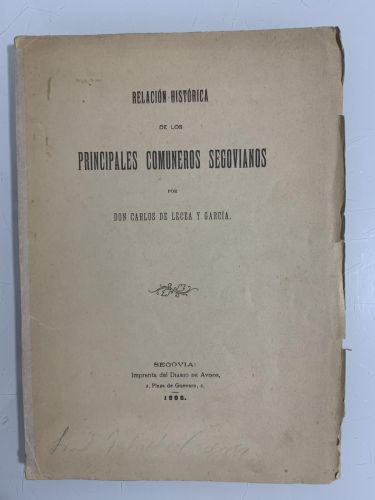 RELACIÓN HISTÓRICA
DE LOS
PRINCIPALES COMUNEROS SEGOVIANOS
POR
DON CARLOS DE LECEA Y GARCÍA.
SEGOVIA:
Imprenta del DIARIO DE AVISOS,
2, Plaza de Guevara, 2.
1906.